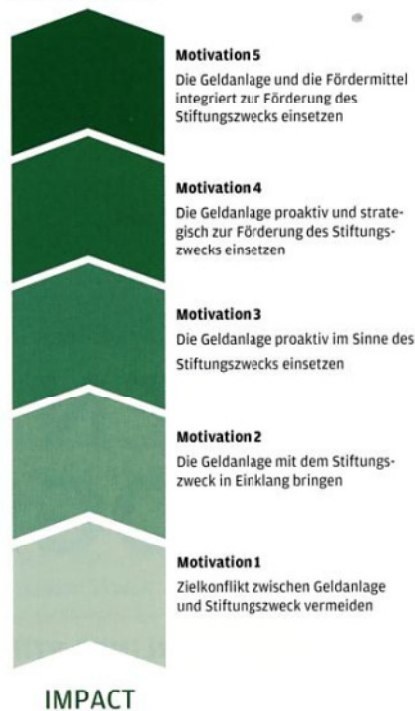 Motivation 5
Die Geldanlage und die Fördermittel
integriert zur Förderung des
Stiftungszwecks einsetzen
Motivation 4
Die Geldanlage proaktiv und strate-
gisch zur Förderung des Stiftungs-
zwecks einsetzen
Motivation 3
Die Geldanlage proaktiv im Sinne des
Stiftungszwecks einsetzen
Motivation 2
Die Geldanlage mit dem Stiftungs-
zweck in Einklang bringen
Motivation 1
Zielkonflikt zwischen Geldanlage
und Stiftungszweck vermeiden
IMPACT